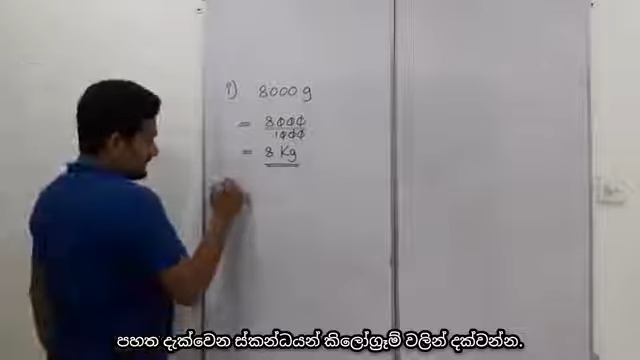 1) 8000 g
= 8000
1000
= 8 Kg
පහත දැක්වෙන ස්කන්ධයන් කිලෝග්‍රෑම් වලින් දක්වන්න.